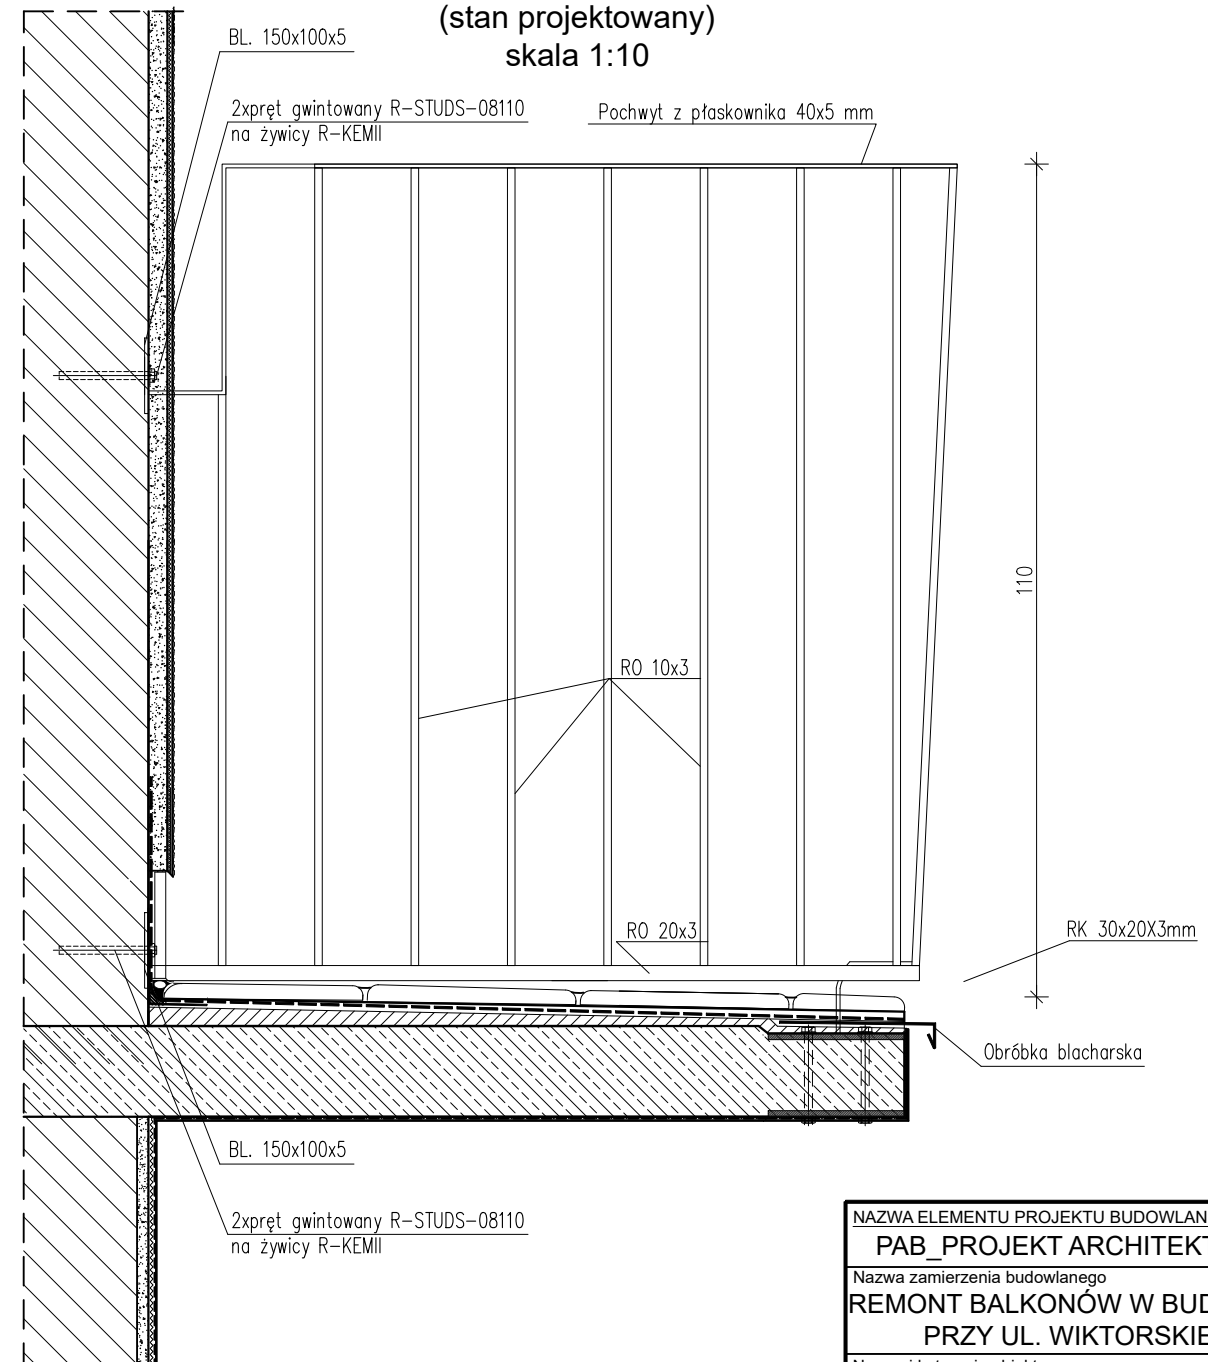 (stan projektowany)
skala 1:10
BL. 150x100x5
2xpręt gwintowany R-STUDS-08110
na żywicy R-KEMII
Pochwyt z płaskownika 40x5 mm
110
RO 10x3
RO 20x3
RK 30x20X3mm
Obróbka blacharska
BL. 150x100x5
2xpręt gwintowany R-STUDS-08110
na żywicy R-KEMII
NAZWA ELEMENTU PROJEKTU BUDOWLAN
PAB_PROJEKT ARCHITEKT
Nazwa zamierzenia budowlanego
REMONT BALKONÓW W BUD
PRZY UL. WIKTORSKIE